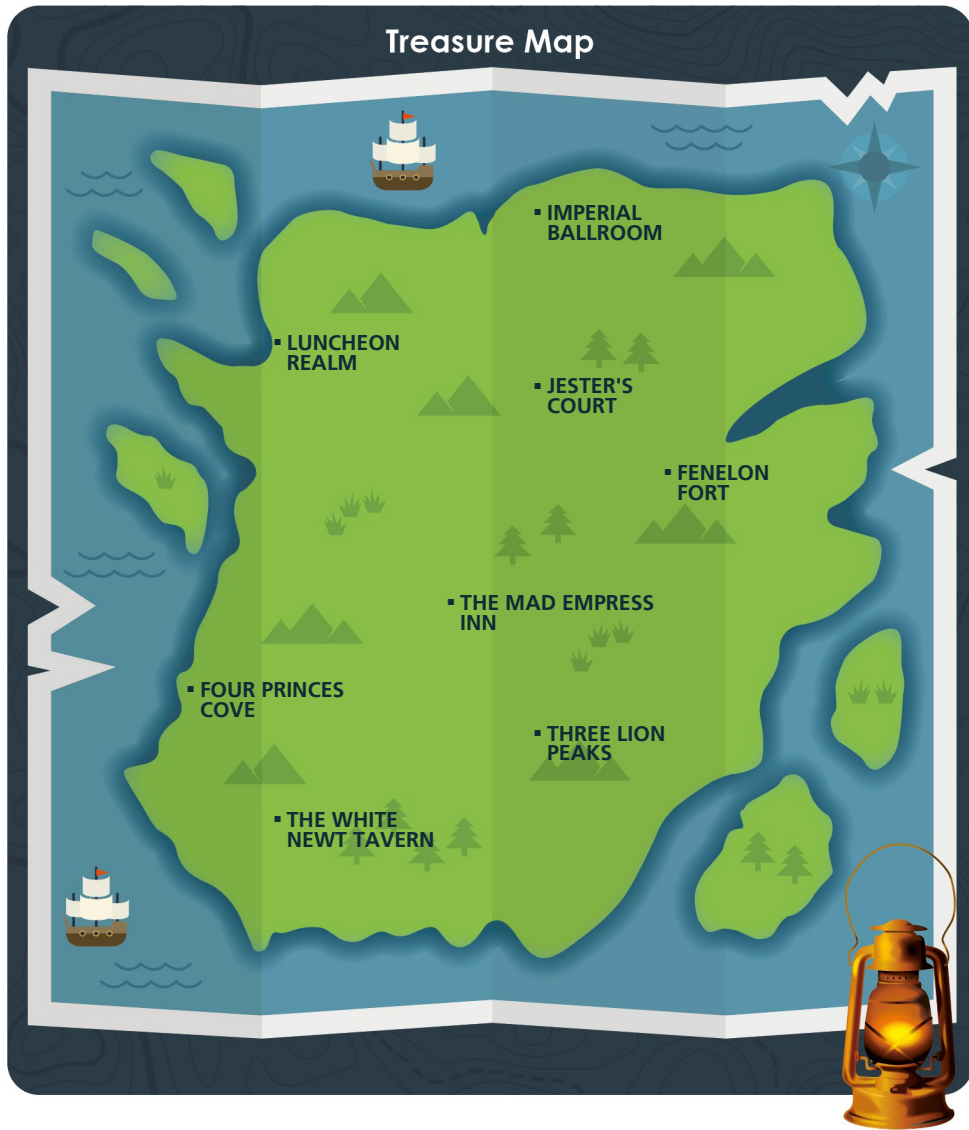 Treasure Map
IMPERIAL
BALLROOM
LUNCHEON
REALM
JESTER'S
COURT
FENELON
FORT
THE MAD EMPRESS
INN
FOUR PRINCES
COVE
THREE LION
PEAKS
THE WHITE
NEWT TAVERN